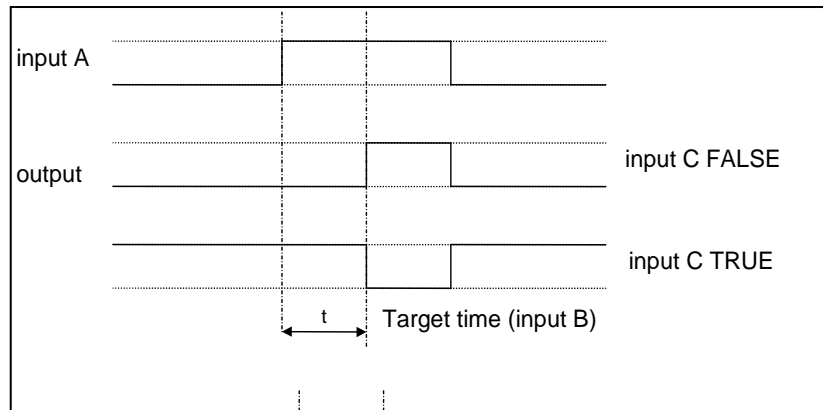 input A
input C FALSE
output
input C TRUE
t
Target time (input B)